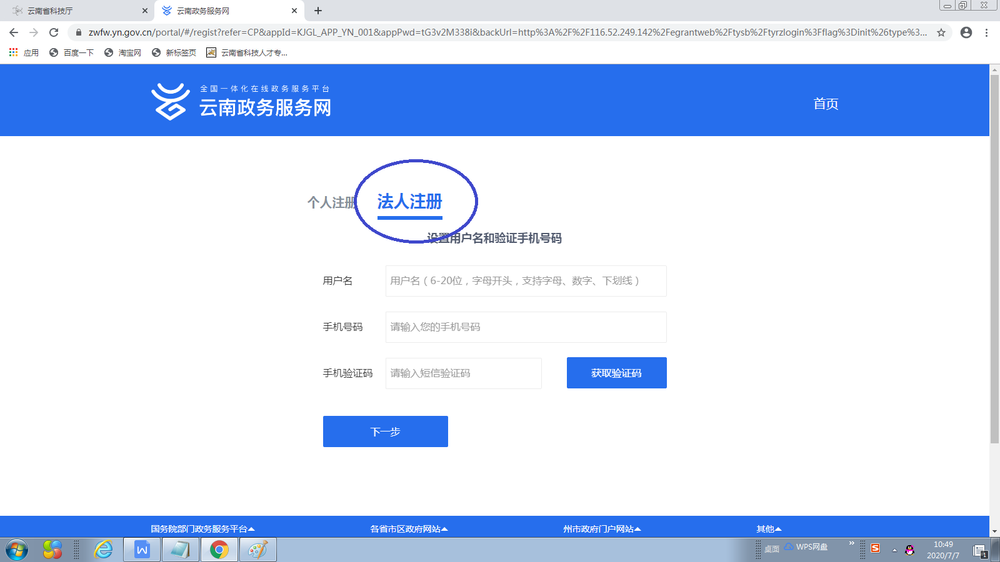 云南省科技厅
云南政务服务网
zwfw.yn.gov.cn/portal/#/regist?refer=CP&appId=KJGL_APP_YN_001&appPwd=tG3v2M338i&backUrl=http%3A%2F%2F116.52.249.142%2Fegrantweb%2Ftysb%2Ftyrzlogin%3Fflag%3Dinit%26type%3...
应用 百度一下 淘宝网 新标签页 云南省科技人才专...
全国一体化在线政务服务平台
云南政务服务网
首页
个人注册 法人注册
设置用户名和验证手机号码
用户名 用户名（6-20位，字母开头，支持字母、数字、下划线）
手机号码 请输入您的手机号码
手机验证码 请输入短信验证码 获取验证码
下一步
国务院部门政务服务平台 各省市区政府网站 州市政府门户网站 其他
桌面 WPS网盘 » 10:49
2020/7/7 1